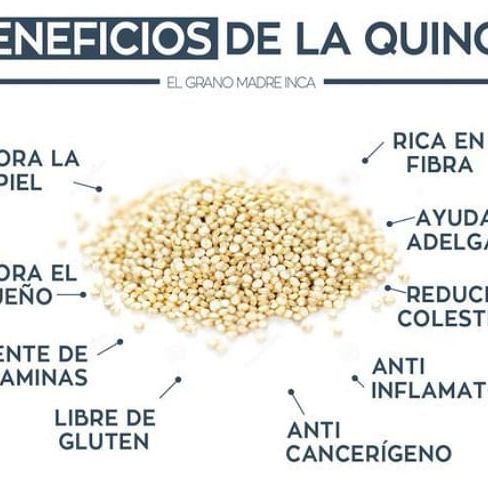 ENEFICIOS DE LA QUINO
EL GRANO MADRE INCA
ORA LA
PIEL
RICA EN
FIBRA
AYUDA
ADELGA
ORA EL
UEÑO
REDUCE
COLEST
ENTE DE
AMINAS
ANTI
INFLAMAT
LIBRE DE
GLUTEN
ANTI
CANCERÍGENO